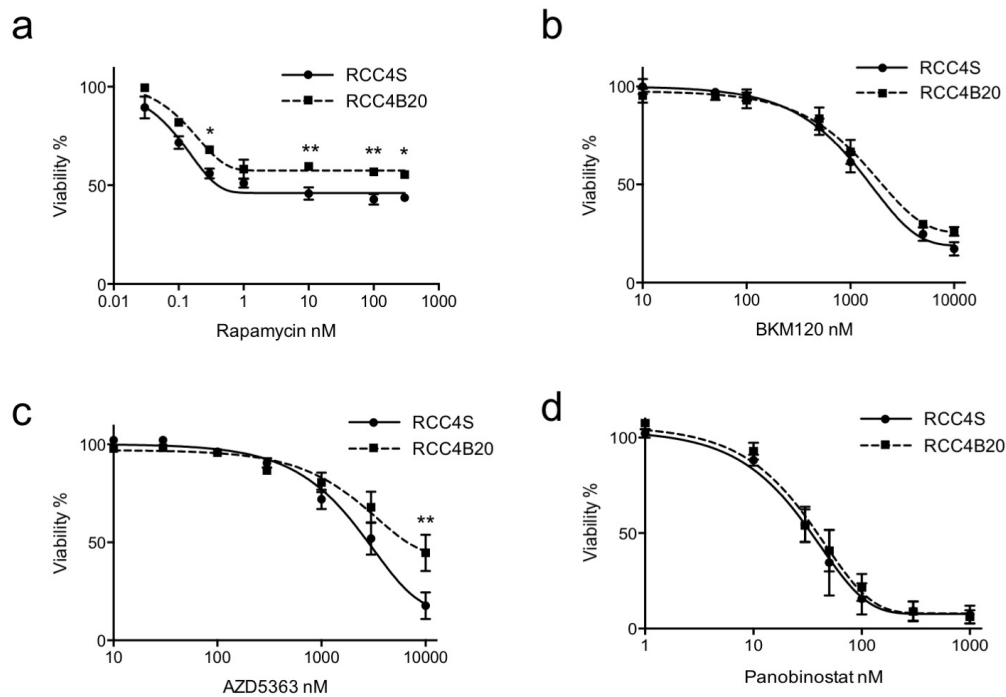 a
RCC4S
RCC4B20
100
50
0
Viability %
*
**
**
*
0.01 0.1 1 10 100 1000
Rapamycin nM
b
RCC4S
RCC4B20
100
50
0
Viability %
10 100 1000 10000
BKM120 nM
c
RCC4S
RCC4B20
100
50
0
Viability %
**
10 100 1000 10000
AZD5363 nM
d
RCC4S
RCC4B20
100
50
0
Viability %
1 10 100 1000
Panobinostat nM